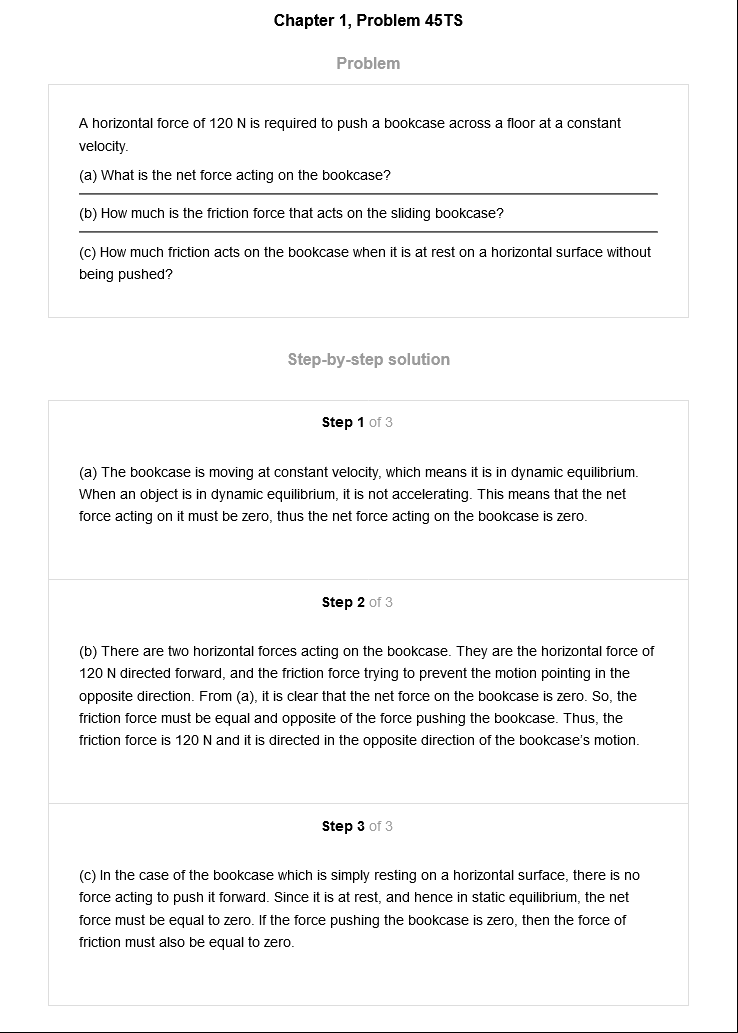 Chapter 1, Problem 45TS
Problem
A horizontal force of 120 N is required to push a bookcase across a floor at a constant
velocity.
(a) What is the net force acting on the bookcase?
(b) How much is the friction force that acts on the sliding bookcase?
(c) How much friction acts on the bookcase when it is at rest on a horizontal surface without
being pushed?
Step-by-step solution
Step 1 of 3
(a) The bookcase is moving at constant velocity, which means it is in dynamic equilibrium.
When an object is in dynamic equilibrium, it is not accelerating. This means that the net
force acting on it must be zero, thus the net force acting on the bookcase is zero.
Step 2 of 3
(b) There are two horizontal forces acting on the bookcase. They are the horizontal force of
120 N directed forward, and the friction force trying to prevent the motion pointing in the
opposite direction. From (a), it is clear that the net force on the bookcase is zero. So, the
friction force must be equal and opposite of the force pushing the bookcase. Thus, the
friction force is 120 N and it is directed in the opposite direction of the bookcase's motion.
Step 3 of 3
(c) In the case of the bookcase which is simply resting on a horizontal surface, there is no
force acting to push it forward. Since it is at rest, and hence in static equilibrium, the net
force must be equal to zero. If the force pushing the bookcase is zero, then the force of
friction must also be equal to zero.